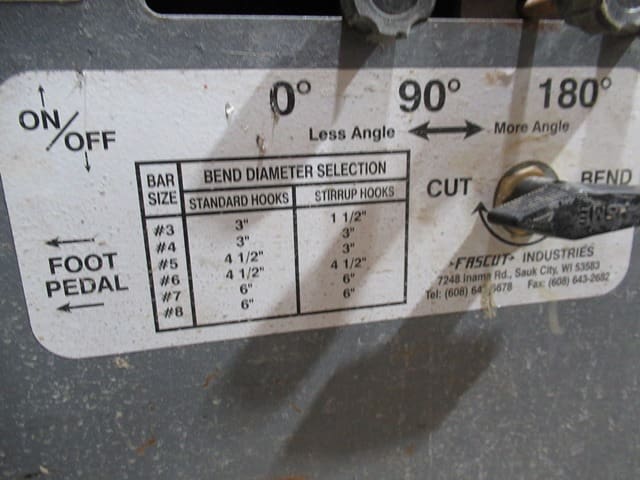 ON/OFF
0° 90° 180°
Less Angle More Angle
BAR SIZE BEND DIAMETER SELECTION
STANDARD HOOKS STIRRUP HOOKS
#3 3" 1 1/2"
#4 3" 3"
#5 4 1/2" 3"
#6 4 1/2" 4 1/2"
#7 6" 6"
#8 6" 6"
FOOT
PEDAL
CUT BEND
FASCUT INDUSTRIES
7248 Inama Rd., Sauk City, WI 53583
Tel: (608) Fax: (608) 643-2682